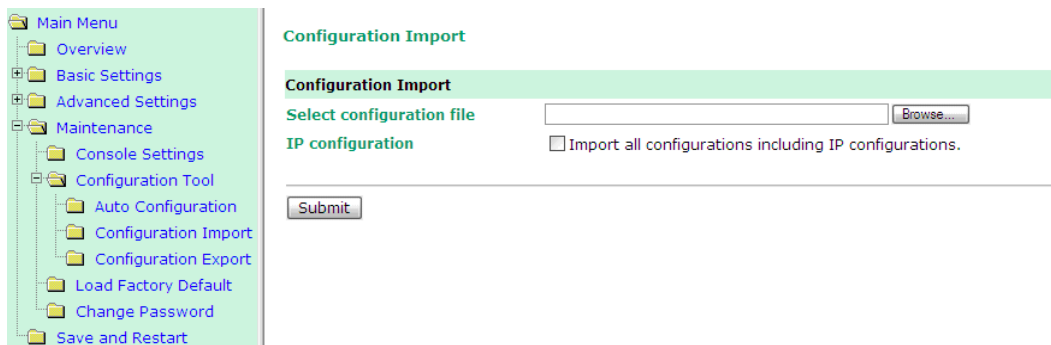 Main Menu
Overview
Basic Settings
Advanced Settings
Maintenance
Console Settings
Configuration Tool
Auto Configuration
Configuration Import
Configuration Export
Load Factory Default
Change Password
Save and Restart
Configuration Import
Configuration Import
Select configuration file Browse...
IP configuration Import all configurations including IP configurations.
Submit